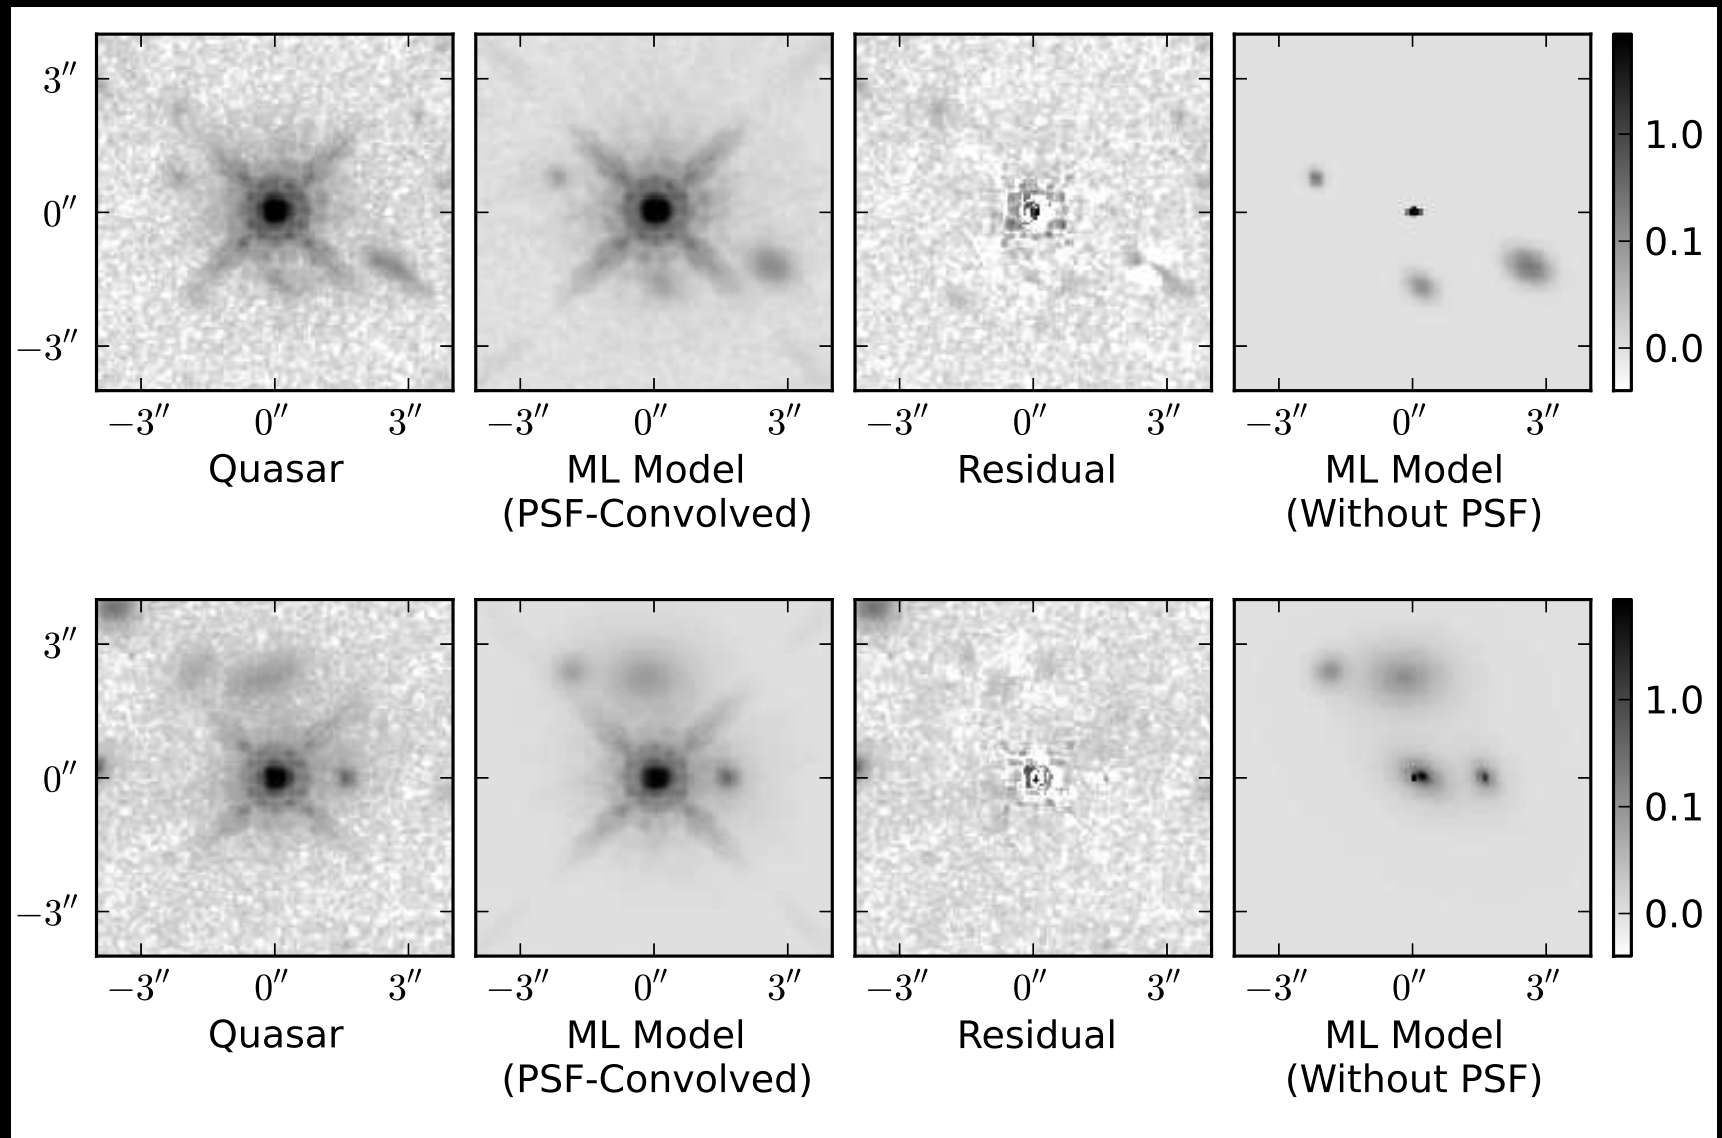 3″
0″
−3″
1.0
0.1
0.0
−3″ 0″ 3″ −3″ 0″ 3″ −3″ 0″ 3″ −3″ 0″ 3″
Quasar ML Model Residual ML Model
(PSF-Convolved) (Without PSF)
3″
0″
−3″
1.0
0.1
0.0
−3″ 0″ 3″ −3″ 0″ 3″ −3″ 0″ 3″ −3″ 0″ 3″
Quasar ML Model Residual ML Model
(PSF-Convolved) (Without PSF)